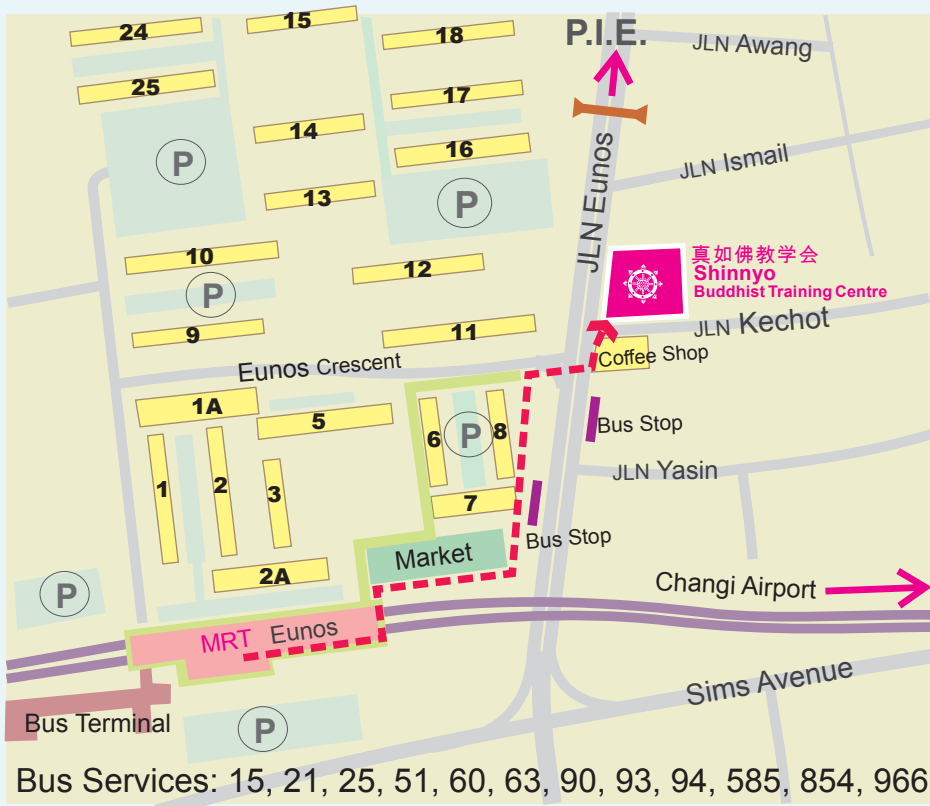 24
15
18
P.I.E.
JLN Awang
25
17
14
16
P
JLN Ismail
13
P
JLN Eunos
10
12
真如佛教学会
Shinnyo
Buddhist Training Centre
P
9
11
JLN Kechot
Eunos Crescent
Coffee Shop
1A
5
6
P
8
Bus Stop
1
2
3
JLN Yasin
7
Bus Stop
Market
2A
P
Changi Airport
MRT Eunos
Sims Avenue
Bus Terminal
P
Bus Services: 15, 21, 25, 51, 60, 63, 90, 93, 94, 585, 854, 966